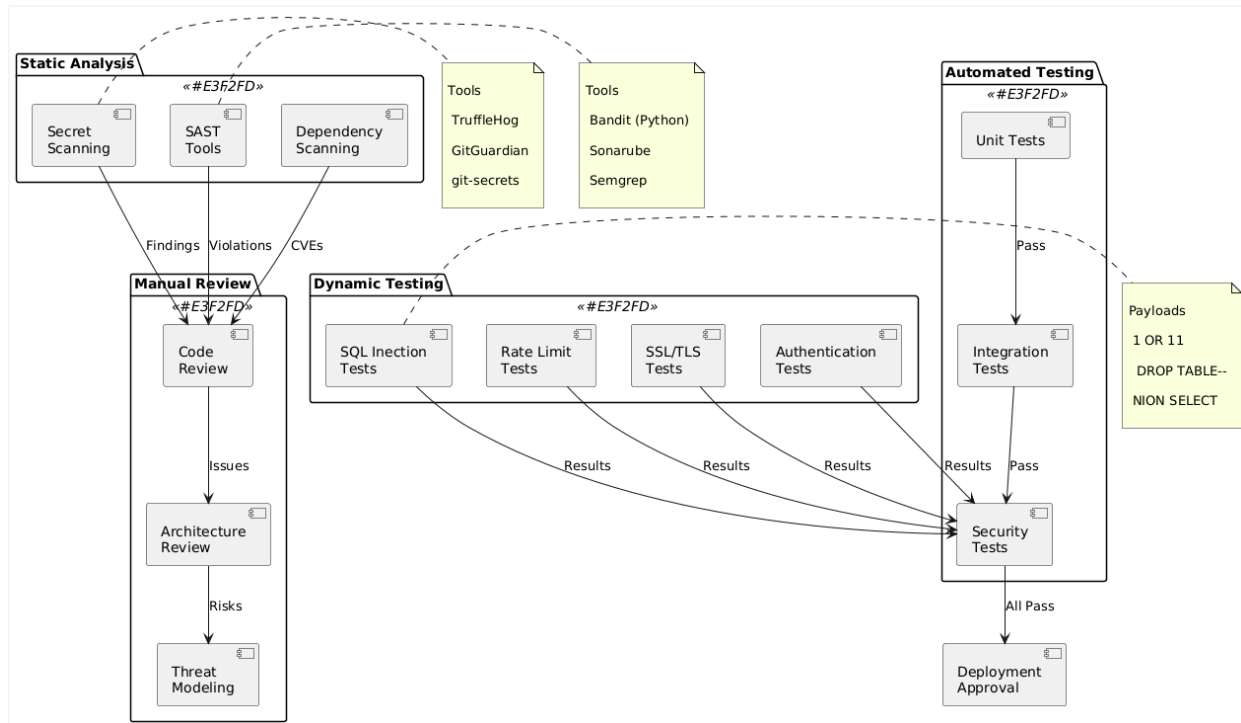 Static Analysis
«#E3F2FD»
Secret
Scanning
SAST
Tools
Dependency
Scanning
Tools
TruffleHog
GitGuardian
git-secrets
Tools
Bandit (Python)
Sonarube
Semgrep
Automated Testing
«#E3F2FD»
Unit Tests
Findings
Violations
CVEs
Pass
Manual Review
«#E3F2FD»
Code
Review
Dynamic Testing
«#E3F2FD»
SQL Inection
Tests
Rate Limit
Tests
SSL/TLS
Tests
Authentication
Tests
Integration
Tests
Payloads
1 OR 11
DROP TABLE--
NION SELECT
Issues
Results
Results
Results
Results
Pass
Architecture
Review
Security
Tests
Risks
All Pass
Threat
Modeling
Deployment
Approval